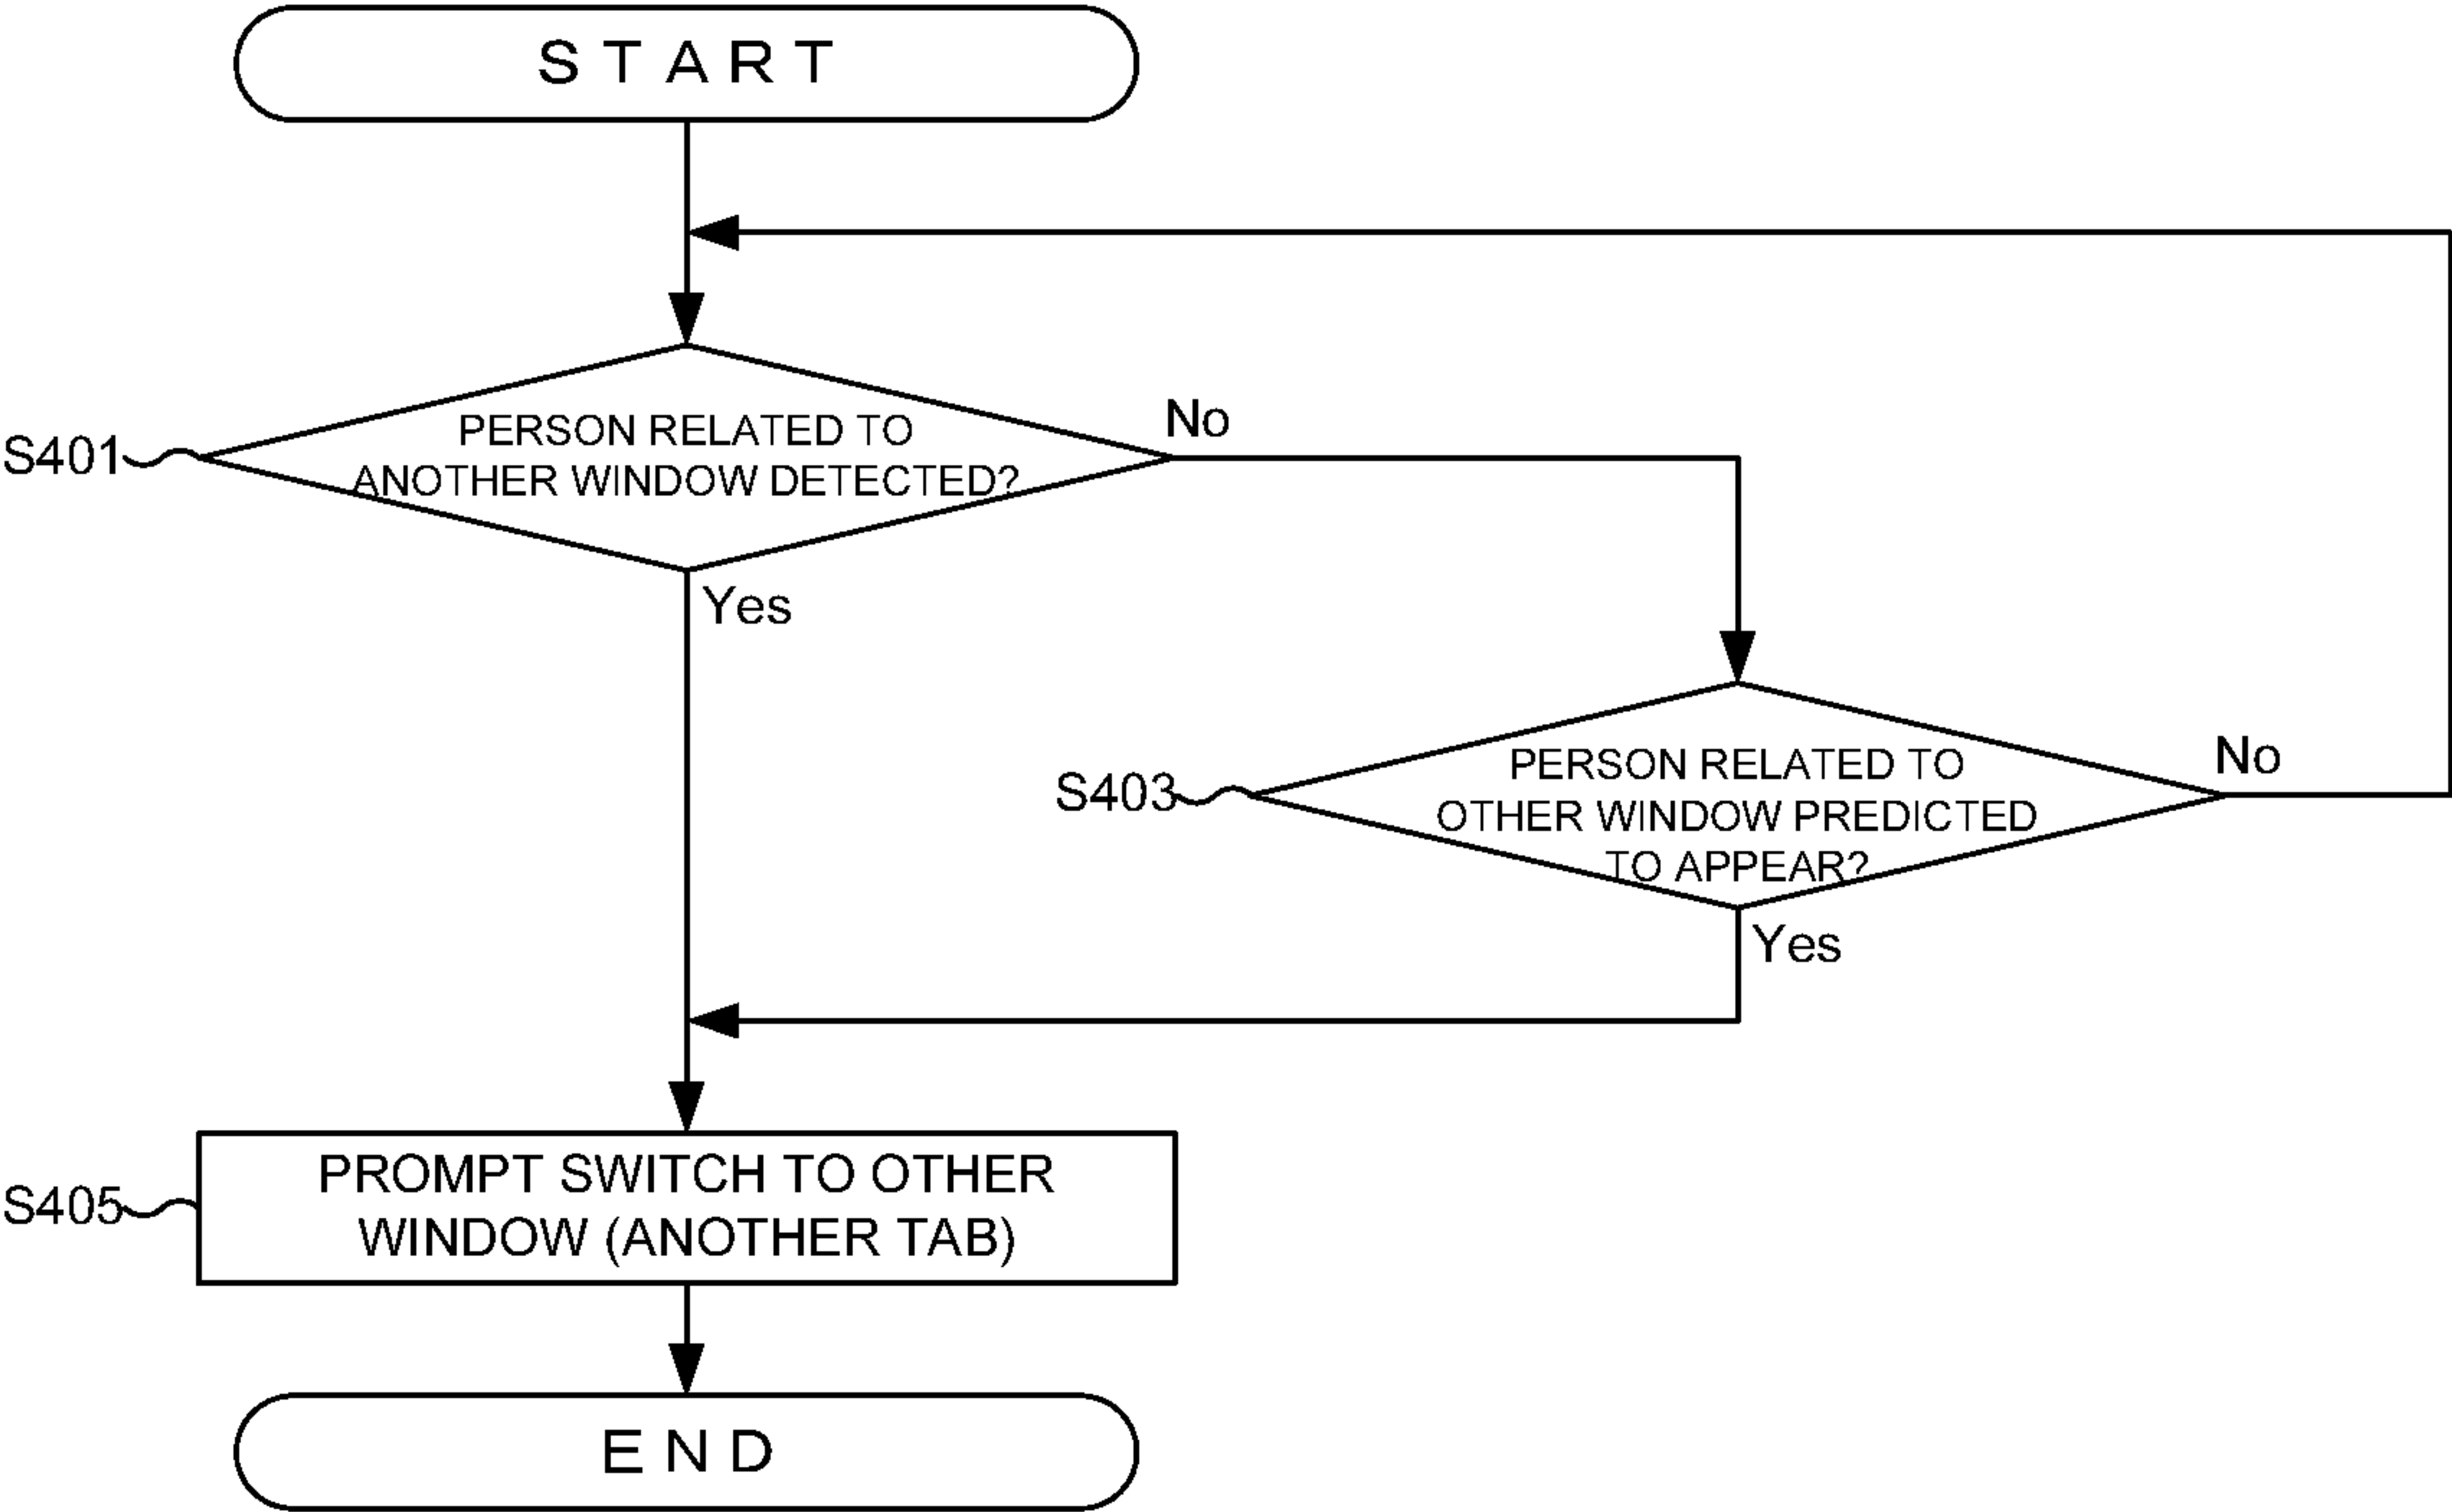 START
PERSON RELATED TO
ANOTHER WINDOW DETECTED?
No
S401
Yes
PERSON RELATED TO
OTHER WINDOW PREDICTED
TO APPEAR?
No
S403
Yes
PROMPT SWITCH TO OTHER
WINDOW (ANOTHER TAB)
S405
END